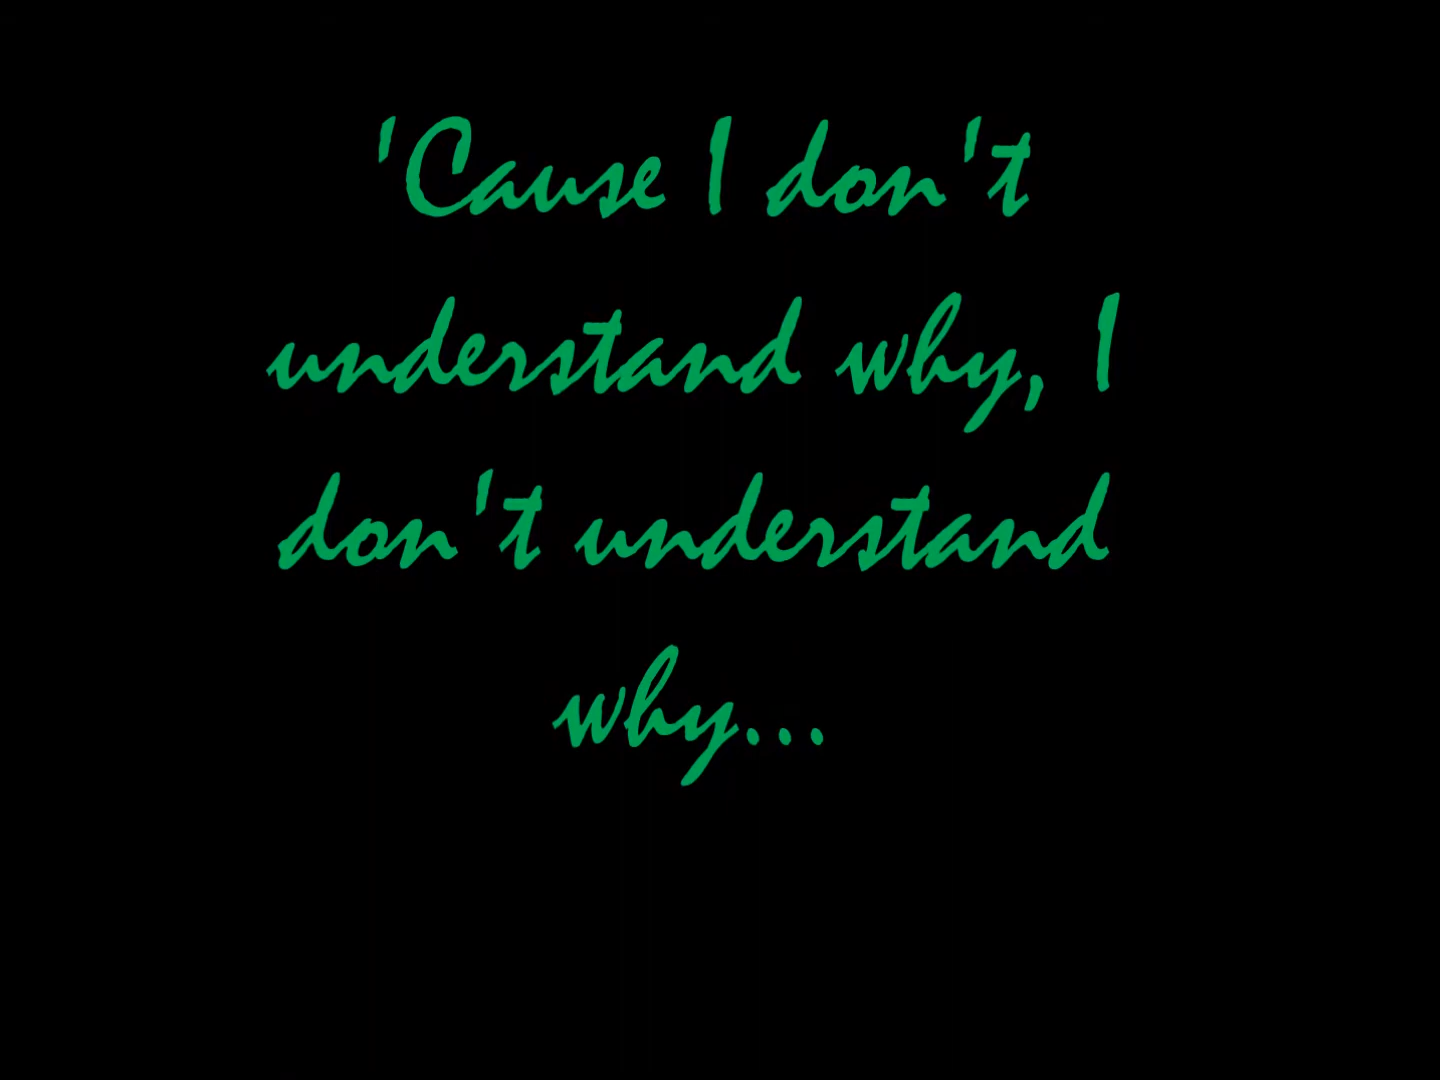 'Cause I don't
understand why, I
don't understand
why...